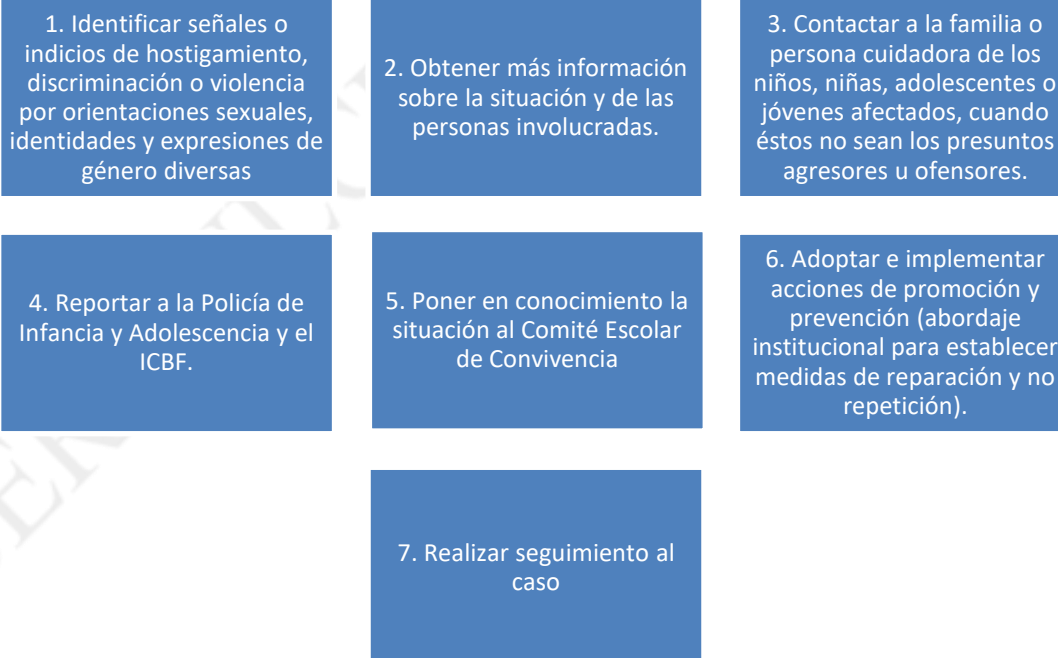 1. Identificar señales o
indicios de hostigamiento,
discriminación o violencia
por orientaciones sexuales,
identidades y expresiones de
género diversas
2. Obtener más información
sobre la situación y de las
personas involucradas.
3. Contactar a la familia o
persona cuidadora de los
niños, niñas, adolescentes o
jóvenes afectados, cuando
éstos no sean los presuntos
agresores u ofensores.
4. Reportar a la Policía de
Infancia y Adolescencia y el
ICBF.
5. Poner en conocimiento la
situación al Comité Escolar
de Convivencia
6. Adoptar e implementar
acciones de promoción y
prevención (abordaje
institucional para establecer
medidas de reparación y no
repetición).
7. Realizar seguimiento al
caso